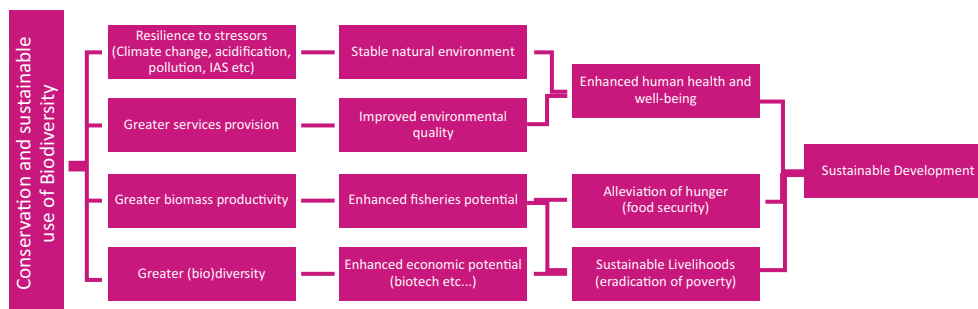 Conservation and sustainable
use of Biodiversity
Resilience to stressors
(Climate change, acidification,
pollution, IAS etc)
Stable natural environment
Greater services provision
Improved environmental
quality
Enhanced human health and
well-being
Greater biomass productivity
Enhanced fisheries potential
Alleviation of hunger
(food security)
Greater (bio)diversity
Enhanced economic potential
(biotech etc...)
Sustainable Livelihoods
(eradication of poverty)
Sustainable Development